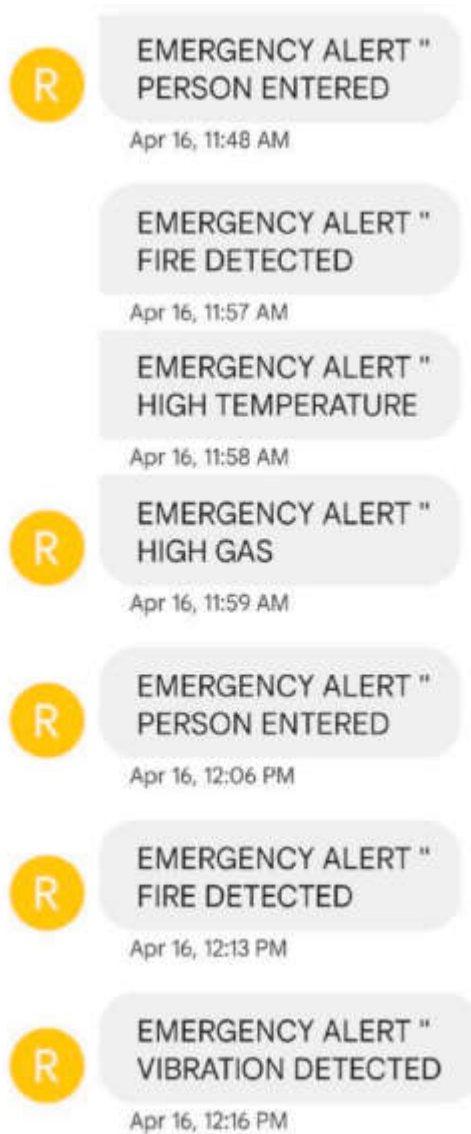 EMERGENCY ALERT "
R
PERSON ENTERED
Apr 16, 11:48 AM
EMERGENCY ALERT "
FIRE DETECTED
Apr 16, 11:57 AM
EMERGENCY ALERT "
HIGH TEMPERATURE
Apr 16, 11:58 AM
EMERGENCY ALERT "
R
HIGH GAS
Apr 16, 11:59 AM
EMERGENCY ALERT "
R
PERSON ENTERED
Apr 16, 12:06 PM
EMERGENCY ALERT "
R
FIRE DETECTED
Apr 16, 12:13 PM
EMERGENCY ALERT "
R
VIBRATION DETECTED
Apr 16, 12:16 PM